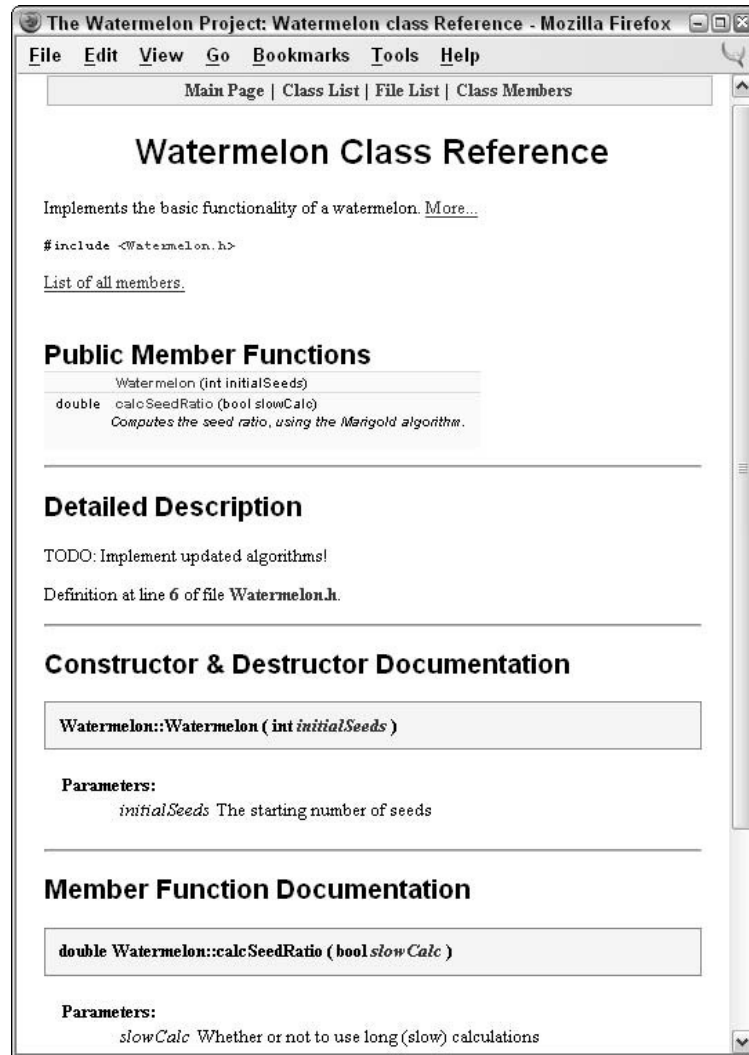 The Watermelon Project: Watermelon class Reference - Mozilla Firefox
File Edit View Go Bookmarks Tools Help
Main Page | Class List | File List | Class Members
Watermelon Class Reference
Implements the basic functionality of a watermelon. More...
#include <Watermelon.h>
List of all members.
Public Member Functions
Watermelon (int initialSeeds)
double calcSeedRatio (bool slowCalc)
Computes the seed ratio, using the Marigold algorithm.
Detailed Description
TODO: Implement updated algorithms!
Definition at line 6 of file Watermelon.h.
Constructor & Destructor Documentation
Watermelon::Watermelon ( int initialSeeds )
Parameters:
initialSeeds The starting number of seeds
Member Function Documentation
double Watermelon::calcSeedRatio ( bool slowCalc )
Parameters:
slowCalc Whether or not to use long (slow) calculations